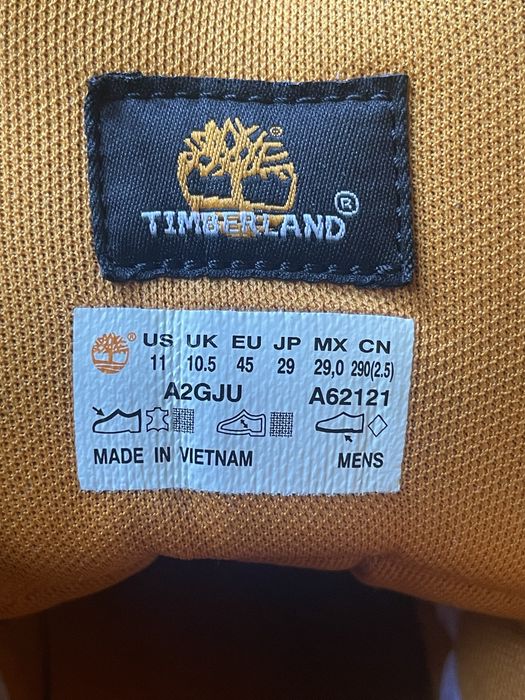 TIMBERLAND®
US UK EU JP MX CN
11 10.5 45 29 29,0 290(2.5)
A2GJU A62121
MADE IN VIETNAM MENS